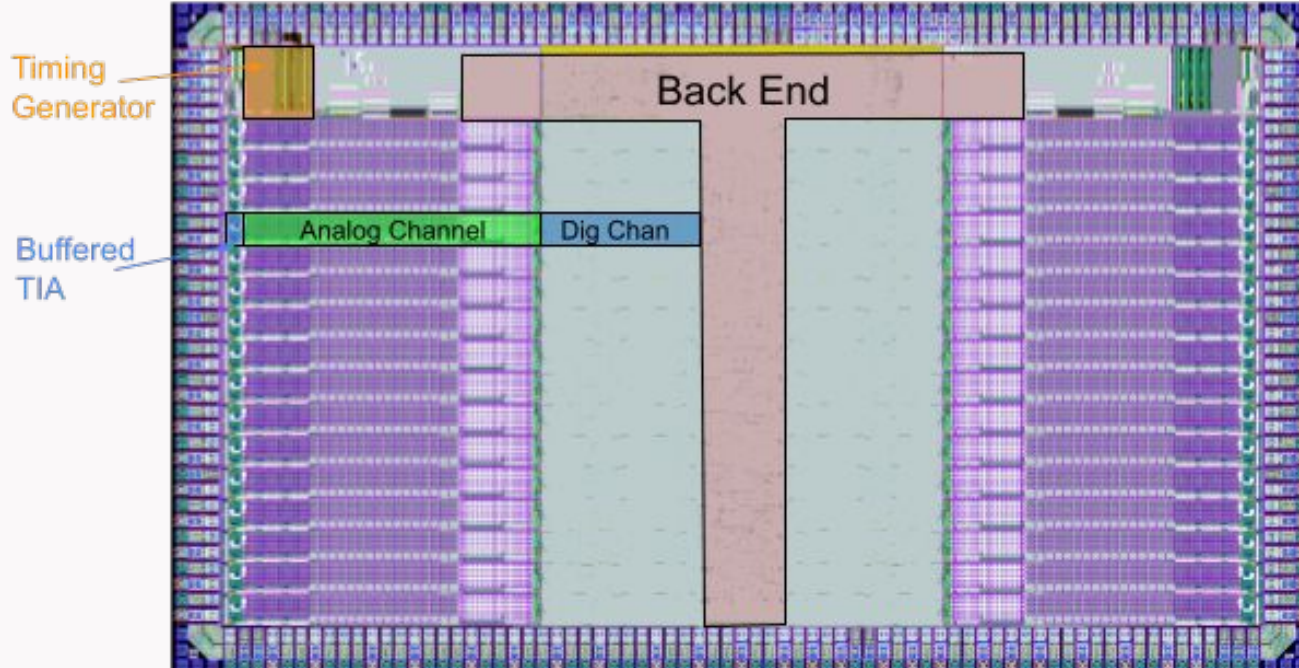 Timing
Generator
Back End
Analog Channel
Dig Chan
Buffered
TIA